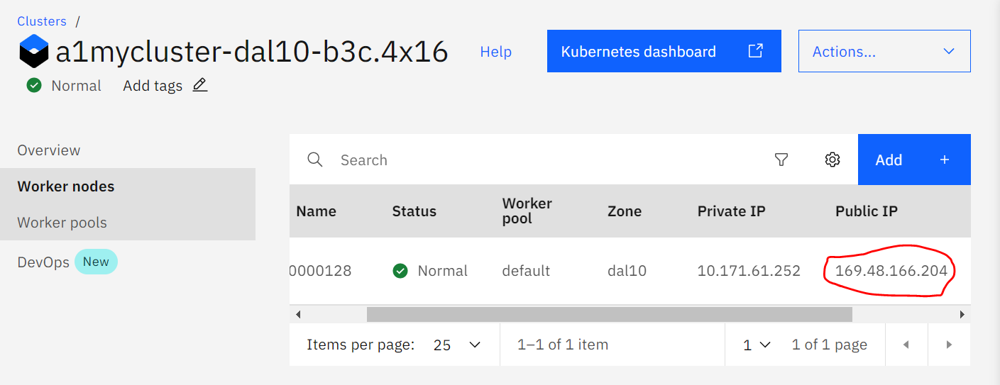 Clusters /
a1mycluster-dal10-b3c.4x16 Help Kubernetes dashboard Actions...
Normal Add tags
Overview
Worker nodes
Worker pools
DevOps New
Search Add +
Name Status Worker pool Zone Private IP Public IP
0000128 Normal default dal10 10.171.61.252 169.48.166.204
Items per page: 25 1–1 of 1 item 1 1 of 1 page